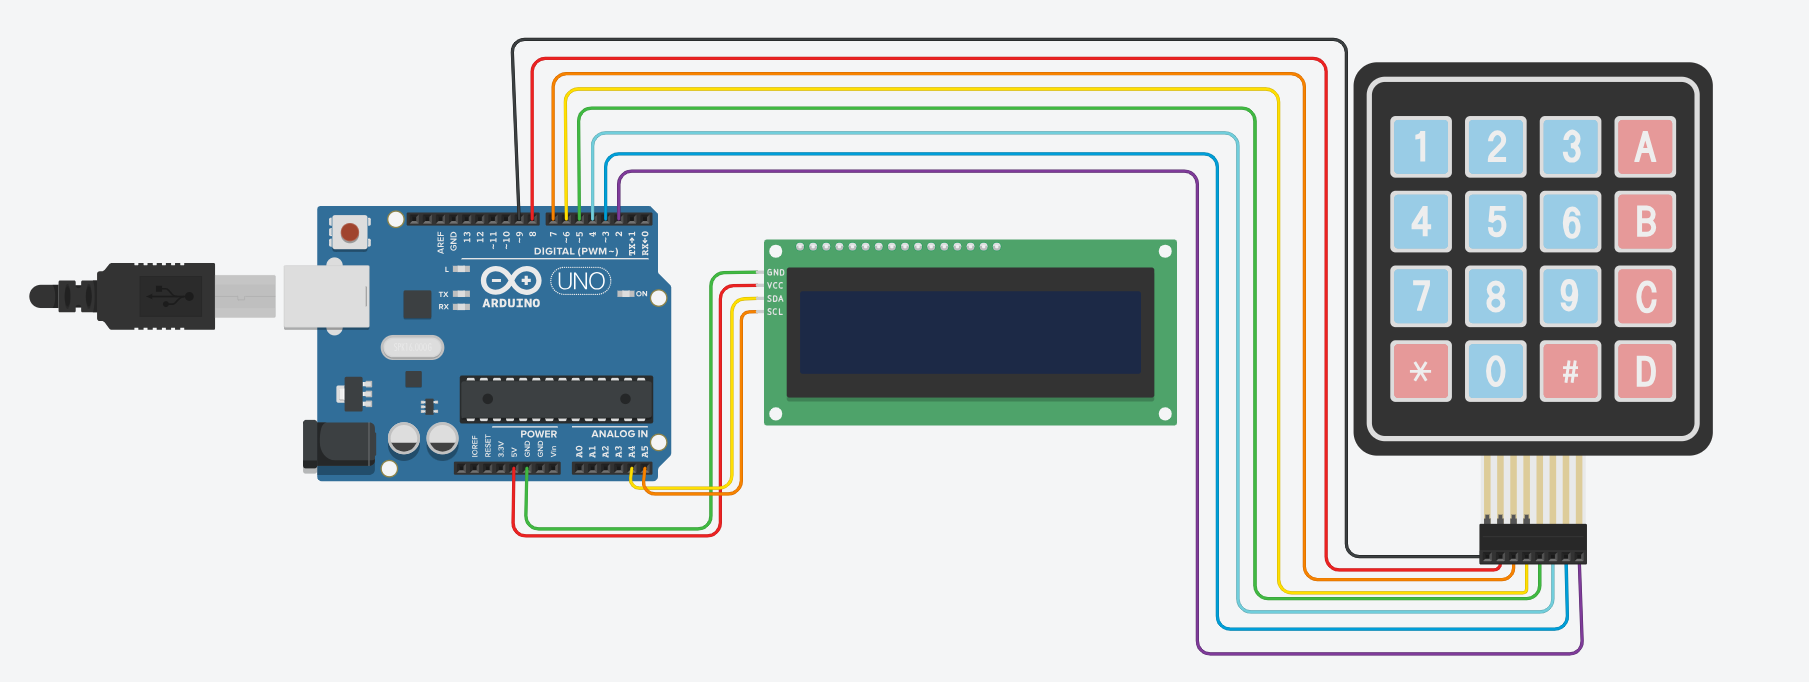 AREF
GND
13
12
~11
~10
~9
8
7
~6
~5
4
~3
2
TX→1
RX←0
DIGITAL (PWM~)
L
TX
RX
ARDUINO
UNO
ON
POWER
ANALOG IN
IOREF
RESET
3.3V
5V
GND
GND
Vin
A0
A1
A2
A3
A4
A5
GND
VCC
SDA
SCL
1 2 3 A
4 5 6 B
7 8 9 C
* 0 # D